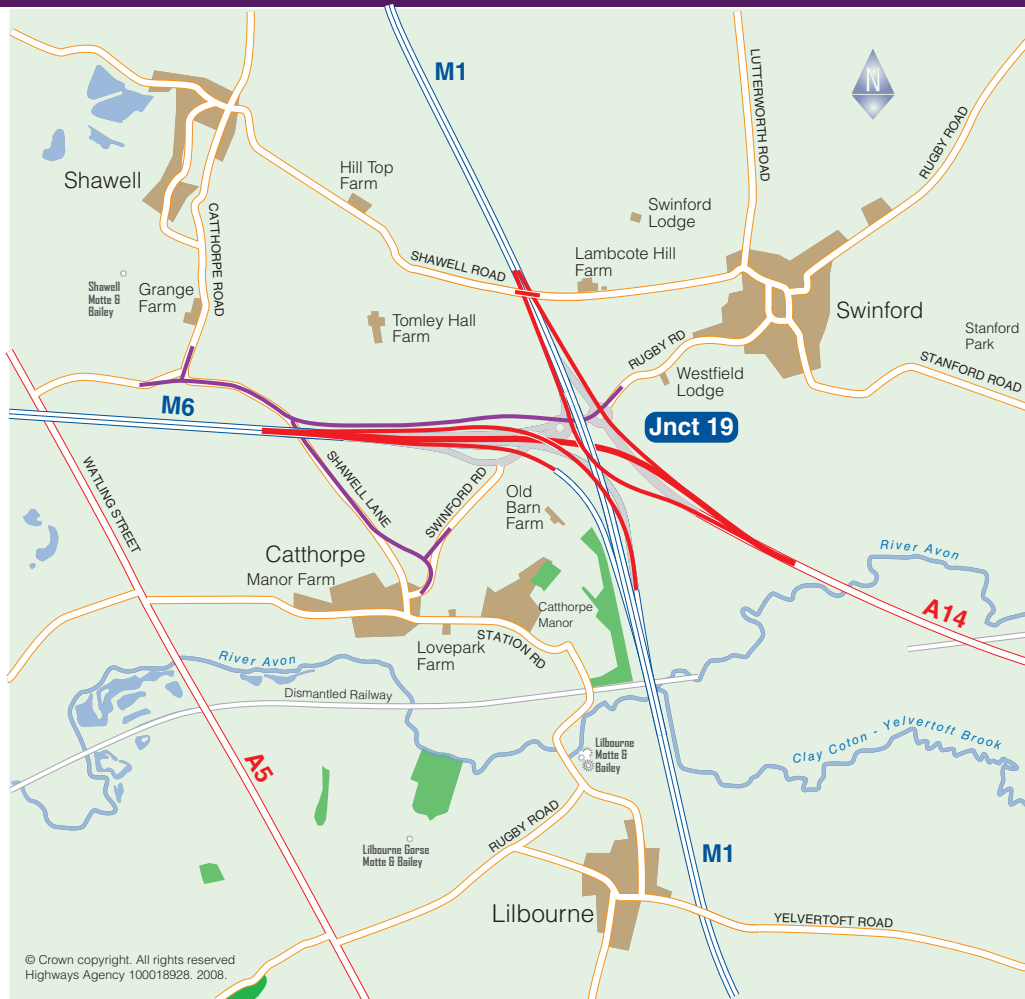 M1
N
LUTTERWORTH ROAD
RUGBY ROAD
Hill Top
Farm
Shawell
Swinford
Lodge
CATTHORPE ROAD
SHAWELL ROAD
Lambcote Hill
Farm
Shawell
Motte &
Bailey
Grange
Farm
Tomley Hall
Farm
Swinford
Stanford
Park
RUGBY RD
STANFORD ROAD
Westfield
Lodge
M6
Jnct 19
WATLING STREET
SHAWELL LANE
SWINFORD RD
Old
Barn
Farm
Catthorpe
Manor Farm
River Avon
A14
Catthorpe
Manor
Lovepark
Farm
STATION RD
River Avon
Dismantled Railway
Lilbourne
Motte &
Bailey
Clay Coton - Yelvertoft Brook
A5
RUGBY ROAD
Lilbourne Gorse
Motte & Bailey
M1
Lilbourne
YELVERTOFT ROAD
© Crown copyright. All rights reserved
Highways Agency 100018928. 2008.